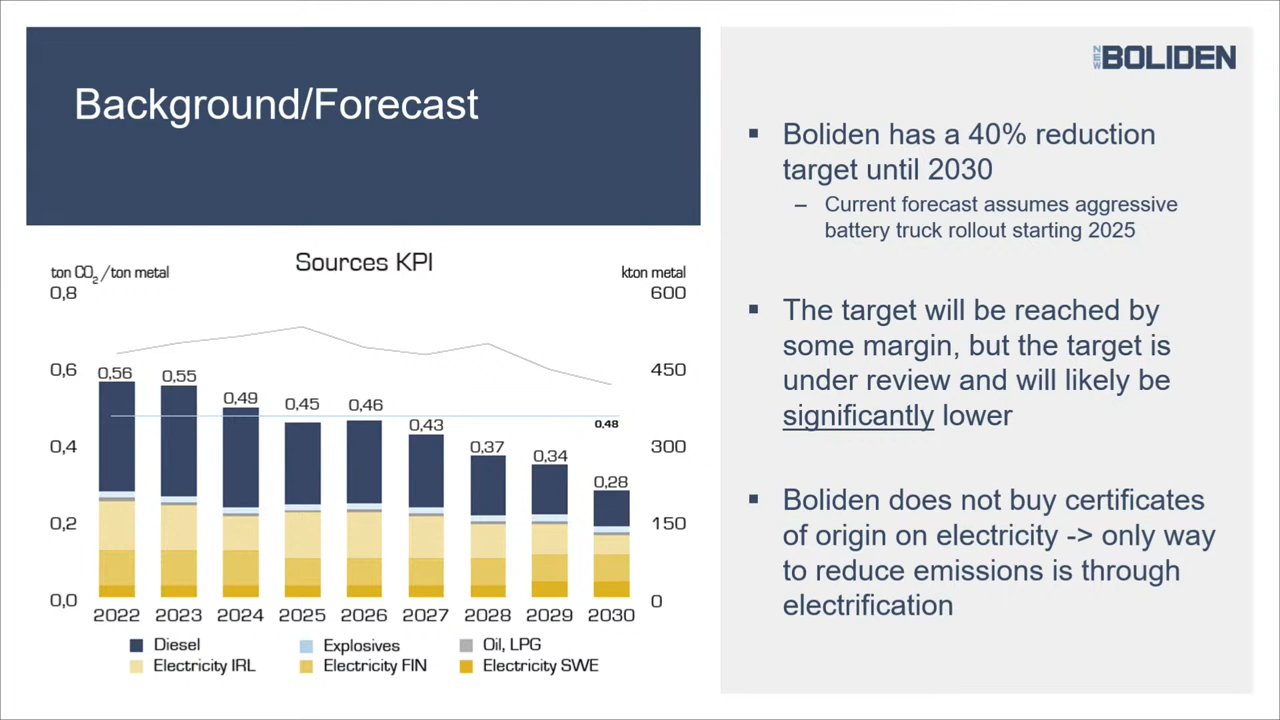 Background/Forecast
NEW BOLIDEN
Sources KPI
ton CO₂/ton metal
kton metal
0,8
0,6
0,4
0,2
0,0
600
450
300
150
0
0,56
0,55
0,49
0,45
0,46
0,43
0,37
0,34
0,28
0,48
2022 2023 2024 2025 2026 2027 2028 2029 2030
Diesel Explosives Oil, LPG
Electricity IRL Electricity FIN Electricity SWE
▪ Boliden has a 40% reduction
target until 2030
– Current forecast assumes aggressive
battery truck rollout starting 2025
▪ The target will be reached by
some margin, but the target is
under review and will likely be
significantly lower
▪ Boliden does not buy certificates
of origin on electricity -> only way
to reduce emissions is through
electrification